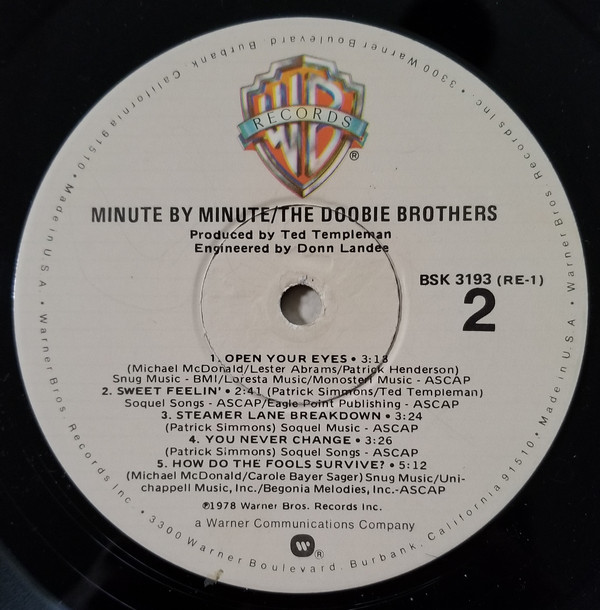 WB
RECORDS
®
MINUTE BY MINUTE/THE DOOBIE BROTHERS
Produced by Ted Templeman
Engineered by Donn Landee
BSK 3193 (RE-1)
2
1. OPEN YOUR EYES • 3:18
(Michael McDonald/Lester Abrams/Patrick Henderson)
Snug Music - BMI/Loresta Music/Monosteri Music - ASCAP
2. SWEET FEELIN' • 2:41 (Patrick Simmons/Ted Templeman)
Soquel Songs - ASCAP/Eagle Point Publishing - ASCAP
3. STEAMER LANE BREAKDOWN • 3:24
(Patrick Simmons) Soquel Music - ASCAP
4. YOU NEVER CHANGE • 3:26
(Patrick Simmons) Soquel Songs - ASCAP
5. HOW DO THE FOOLS SURVIVE? • 5:12
(Michael McDonald/Carole Bayer Sager) Snug Music/Uni-
chappell Music, Inc./Begonia Melodies, Inc.-ASCAP
℗1978 Warner Bros. Records Inc.
a Warner Communications Company
®
Warner Bros. Records Inc. • 3300 Warner Boulevard, Burbank, California 91510 • Made in U.S.A. • Warner Bros. Records Inc. • 3300 Warner Boulevard, Burbank, California 91510 • Made in U.S.A. •